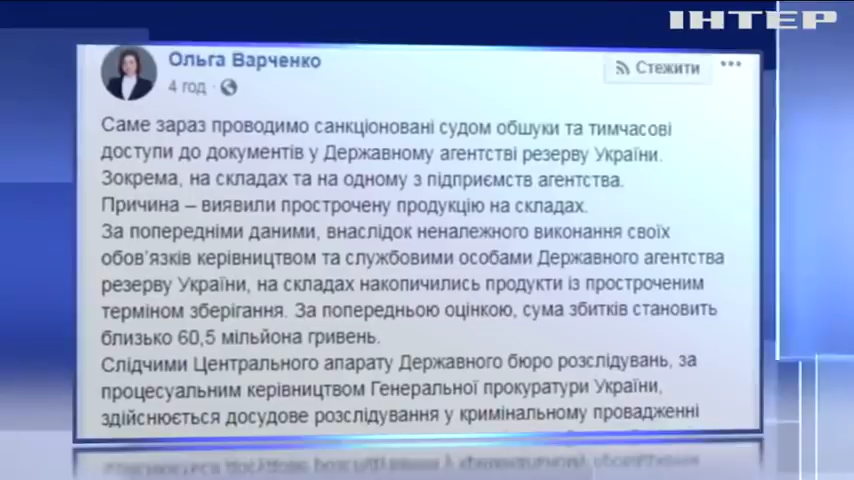 ІНТЕР
Ольга Варченко
4 год ·
Стежити
Саме зараз проводимо санкціоновані судом обшуки та тимчасові
доступи до документів у Державному агентстві резерву України.
Зокрема, на складах та на одному з підприємств агентства.
Причина – виявили прострочену продукцію на складах.
За попередніми даними, внаслідок неналежного виконання своїх
обов’язків керівництвом та службовими особами Державного агентства
резерву України, на складах накопичились продукти із простроченим
терміном зберігання. За попередньою оцінкою, сума збитків становить
близько 60,5 мільйона гривень.
Слідчими Центрального апарату Державного бюро розслідувань, за
процесуальним керівництвом Генеральної прокуратури України,
здійснюється досудове розслідування у кримінальному провадженні